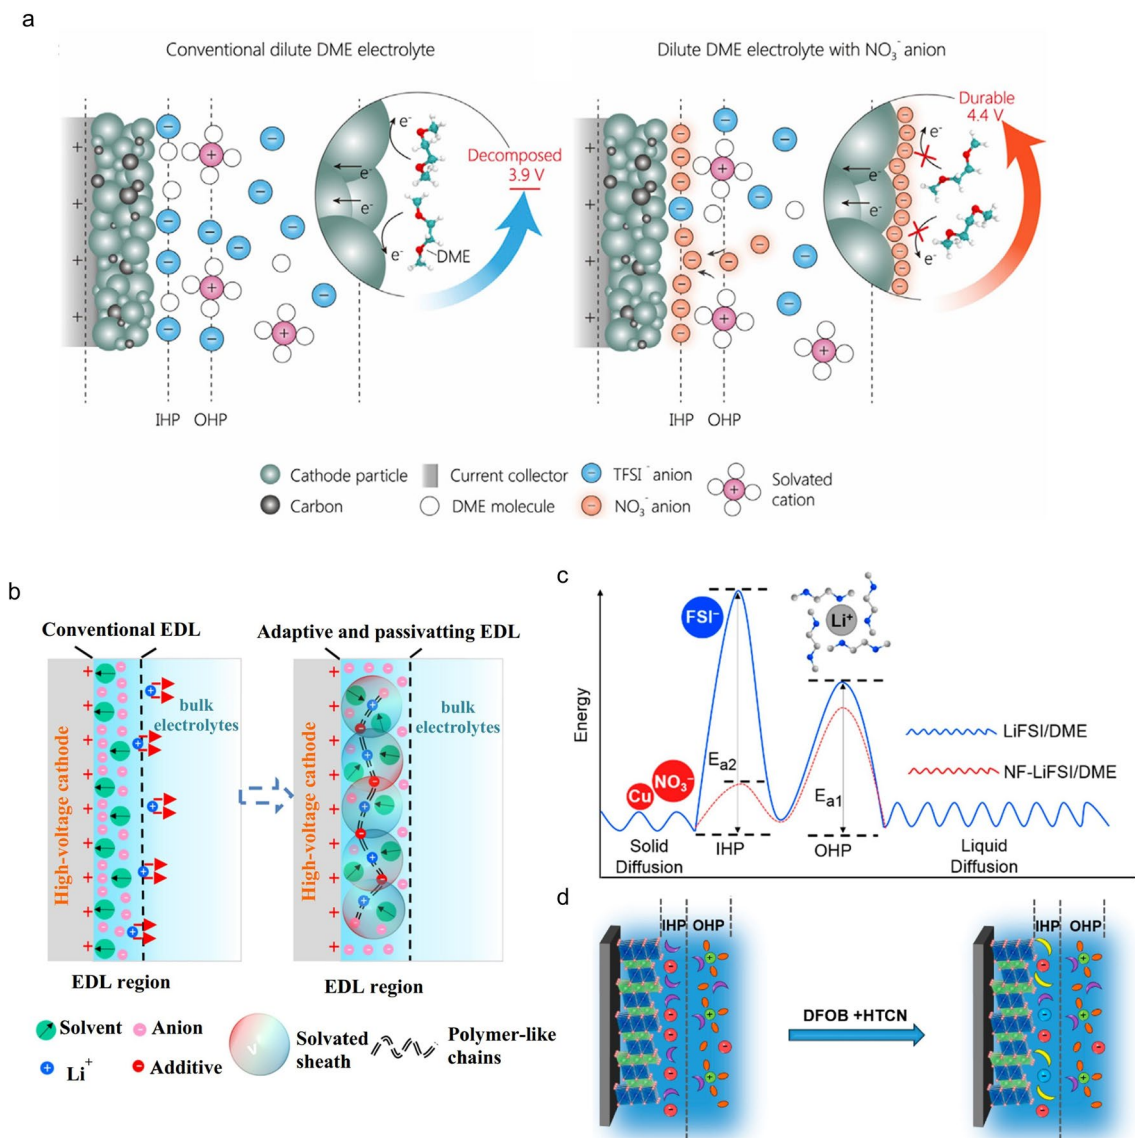 a
Conventional dilute DME electrolyte
Dilute DME electrolyte with NO₃⁻ anion
e⁻
e⁻
e⁻
e⁻
Decomposed
3.9 V
DME
IHP OHP
Durable
4.4 V
e⁻
e⁻
e⁻
e⁻
IHP OHP
Cathode particle
Current collector
TFSI⁻ anion
Solvated
cation
Carbon
DME molecule
NO₃⁻ anion
b
Conventional EDL
Adaptive and passivatting EDL
High-voltage cathode
bulk
electrolytes
High-voltage cathode
bulk
electrolytes
EDL region
EDL region
Solvent
Anion
Li⁺
Additive
Solvated
sheath
Polymer-like
chains
c
Energy
FSI⁻
Li⁺
Cu
NO₃⁻
Eₐ₂
Eₐ₁
LiFSI/DME
NF-LiFSI/DME
Solid
Diffusion
IHP
OHP
Liquid
Diffusion
d
IHP OHP
DFOB +HTCN
IHP OHP